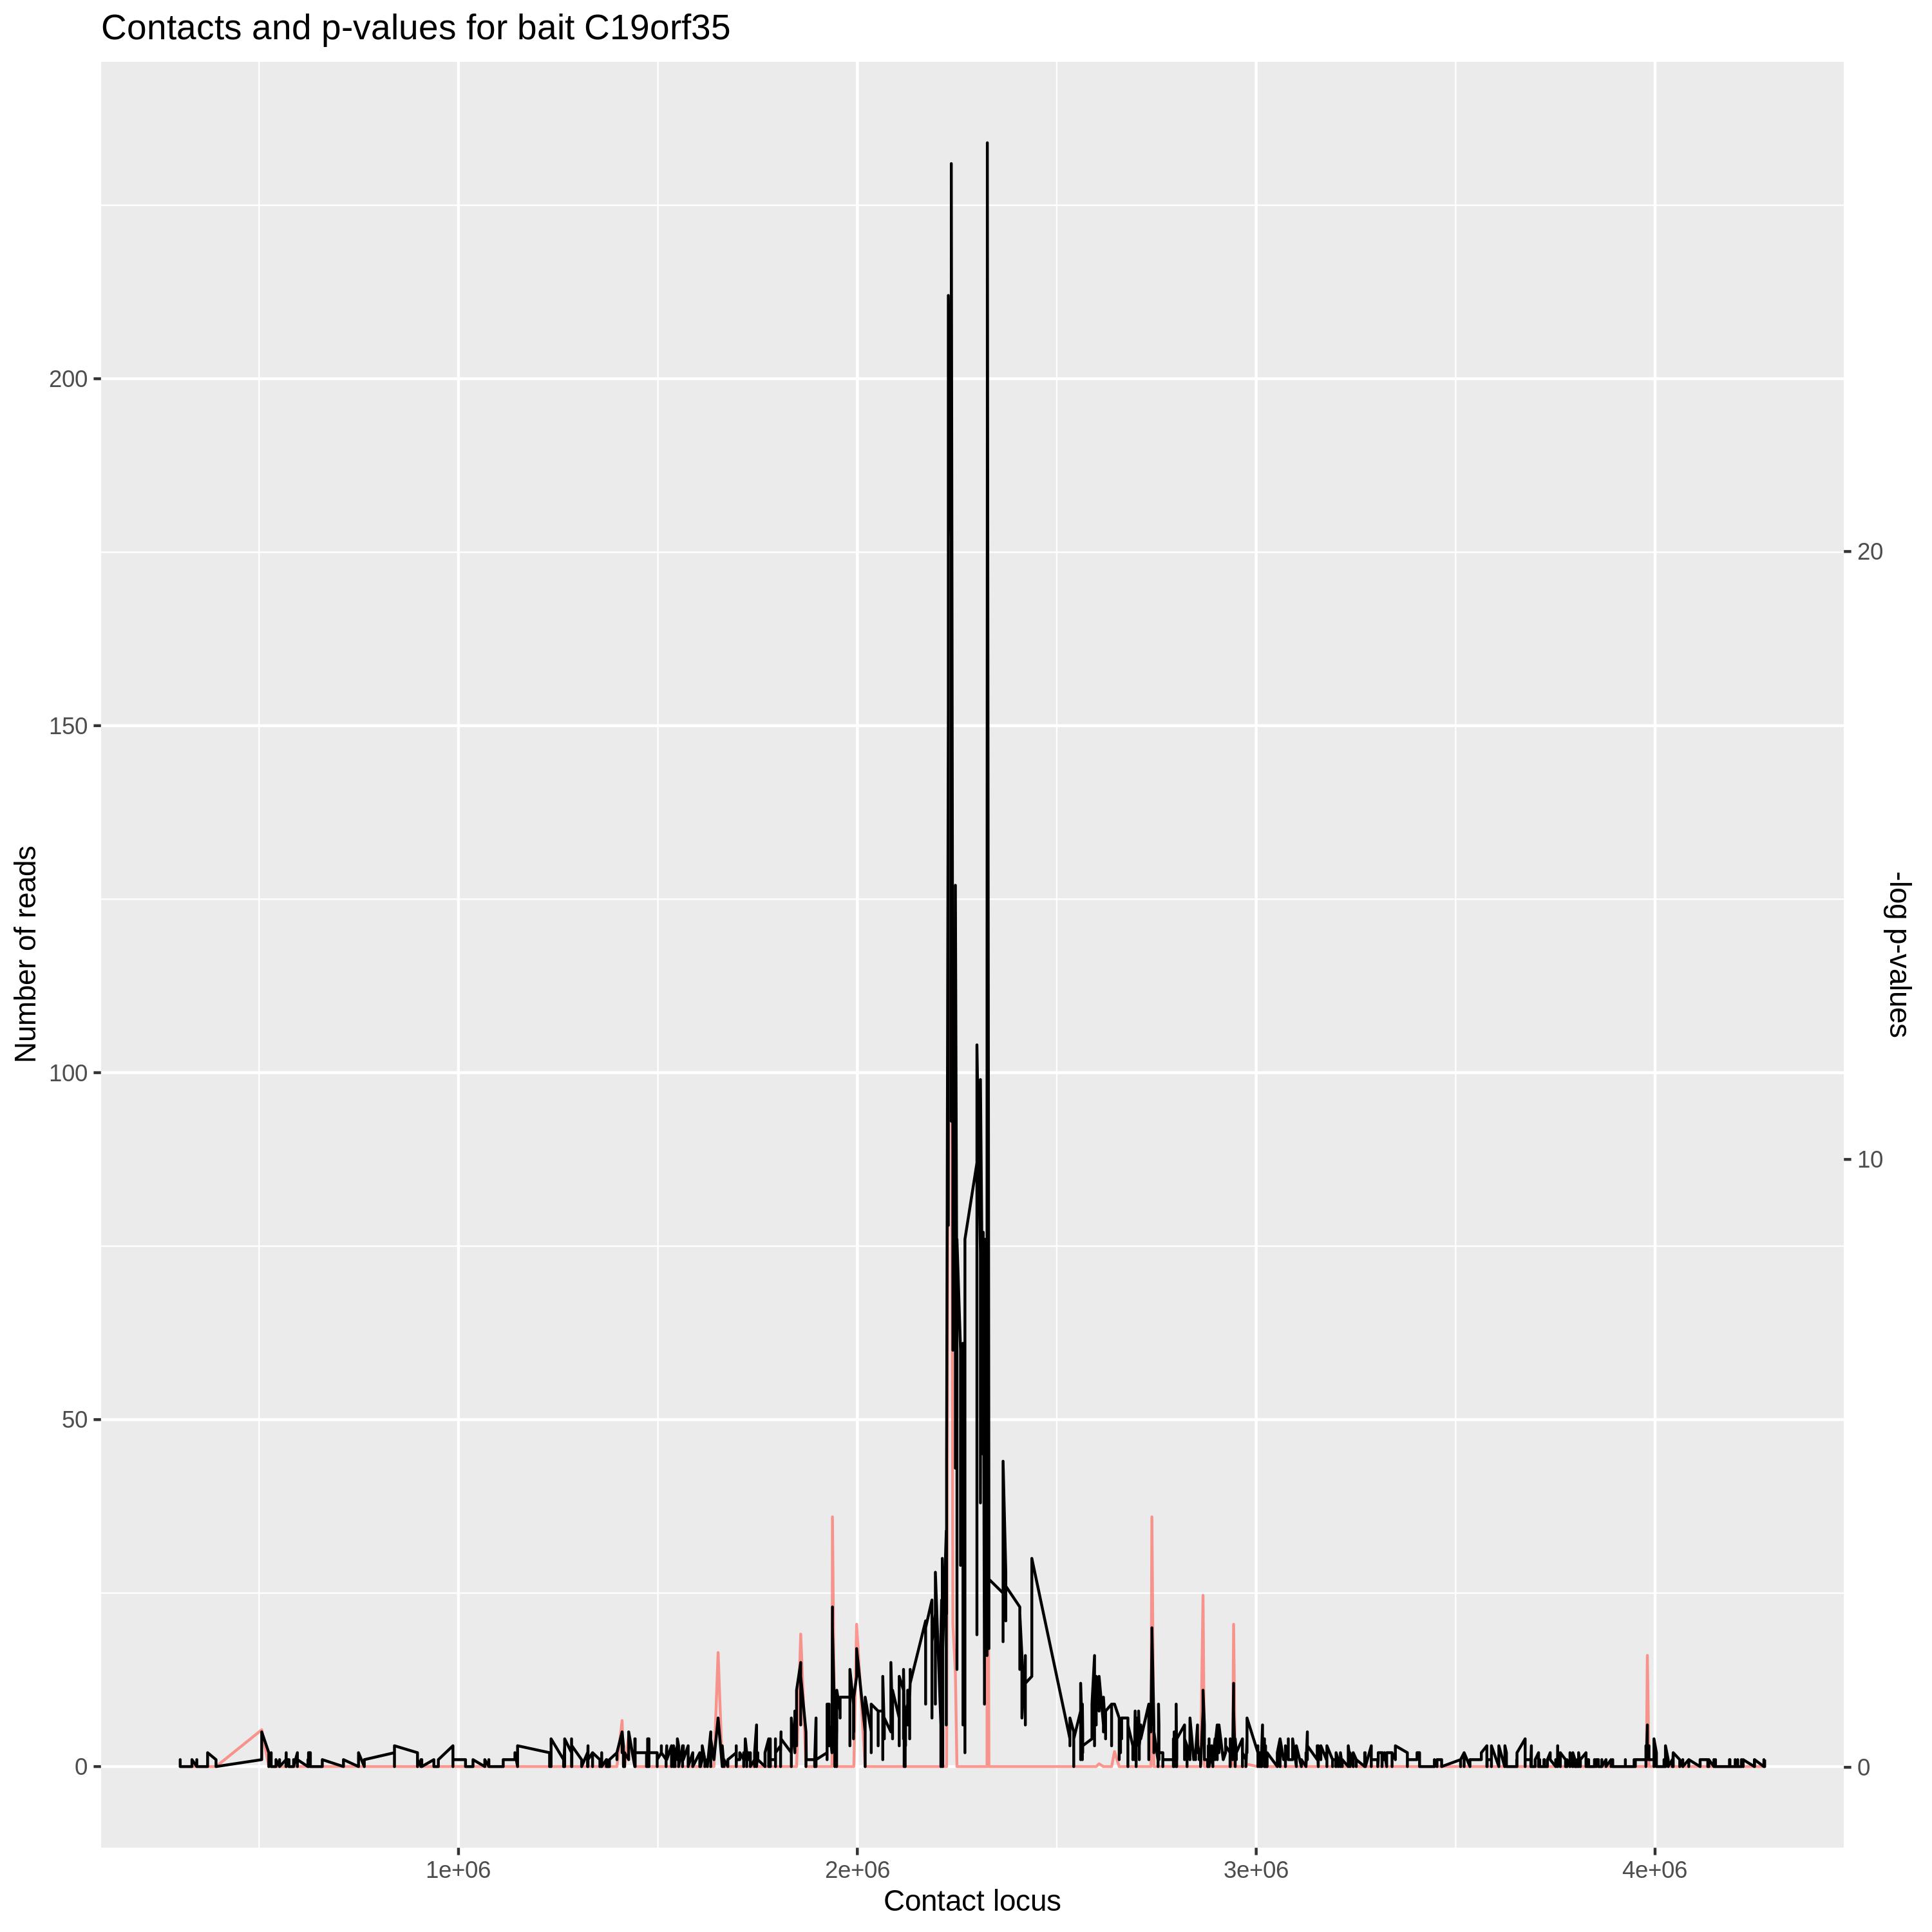 Contacts and p-values for bait C19orf35
Number of reads
200
150
100
50
0
20
10
0
-log p-values
1e+06
2e+06
3e+06
4e+06
Contact locus